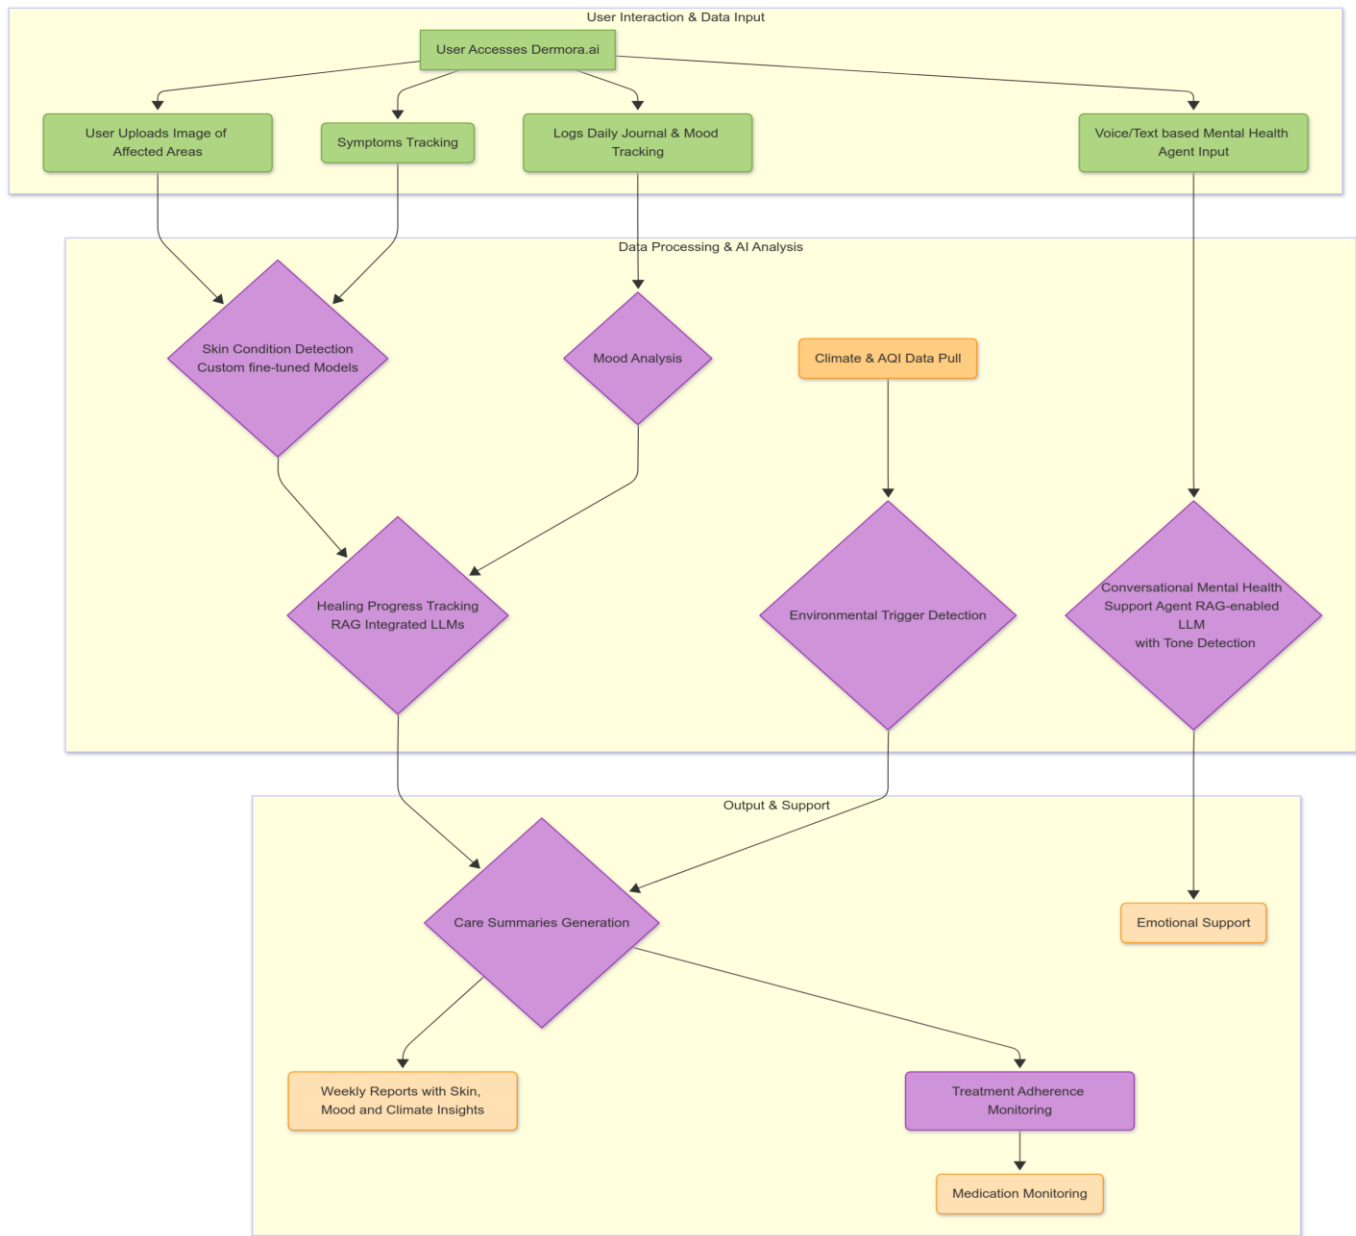 User Interaction & Data Input
User Accesses Dermora.ai
User Uploads Image of
Affected Areas
Symptoms Tracking
Logs Daily Journal & Mood
Tracking
Voice/Text based Mental Health
Agent Input
Data Processing & AI Analysis
Skin Condition Detection
Custom fine-tuned Models
Mood Analysis
Climate & AQI Data Pull
Healing Progress Tracking
RAG Integrated LLMs
Environmental Trigger Detection
Conversational Mental Health
Support Agent RAG-enabled
LLM
with Tone Detection
Output & Support
Care Summaries Generation
Emotional Support
Weekly Reports with Skin,
Mood and Climate Insights
Treatment Adherence
Monitoring
Medication Monitoring